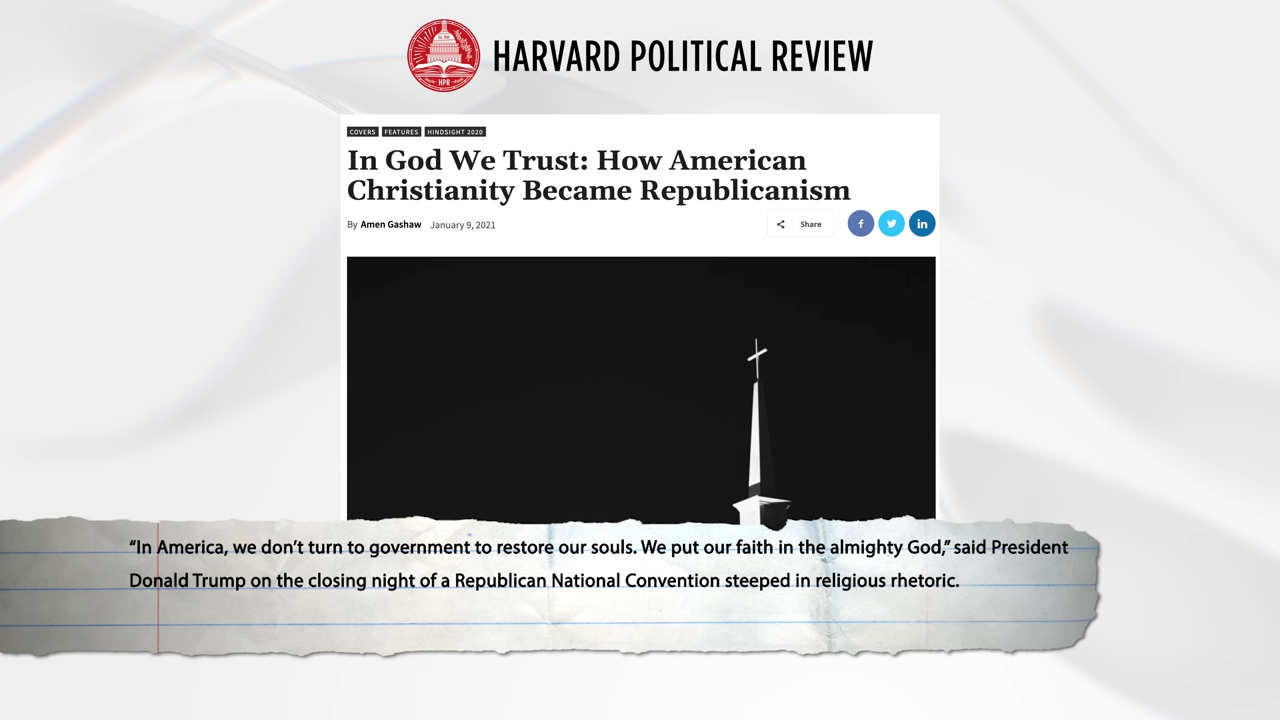 HARVARD POLITICAL REVIEW
HPR
COVERS FEATURES HINDSIGHT 2020
In God We Trust: How American
Christianity Became Republicanism
By Amen Gashaw January 9, 2021
Share
“In America, we don’t turn to government to restore our souls. We put our faith in the almighty God,” said President
Donald Trump on the closing night of a Republican National Convention steeped in religious rhetoric.